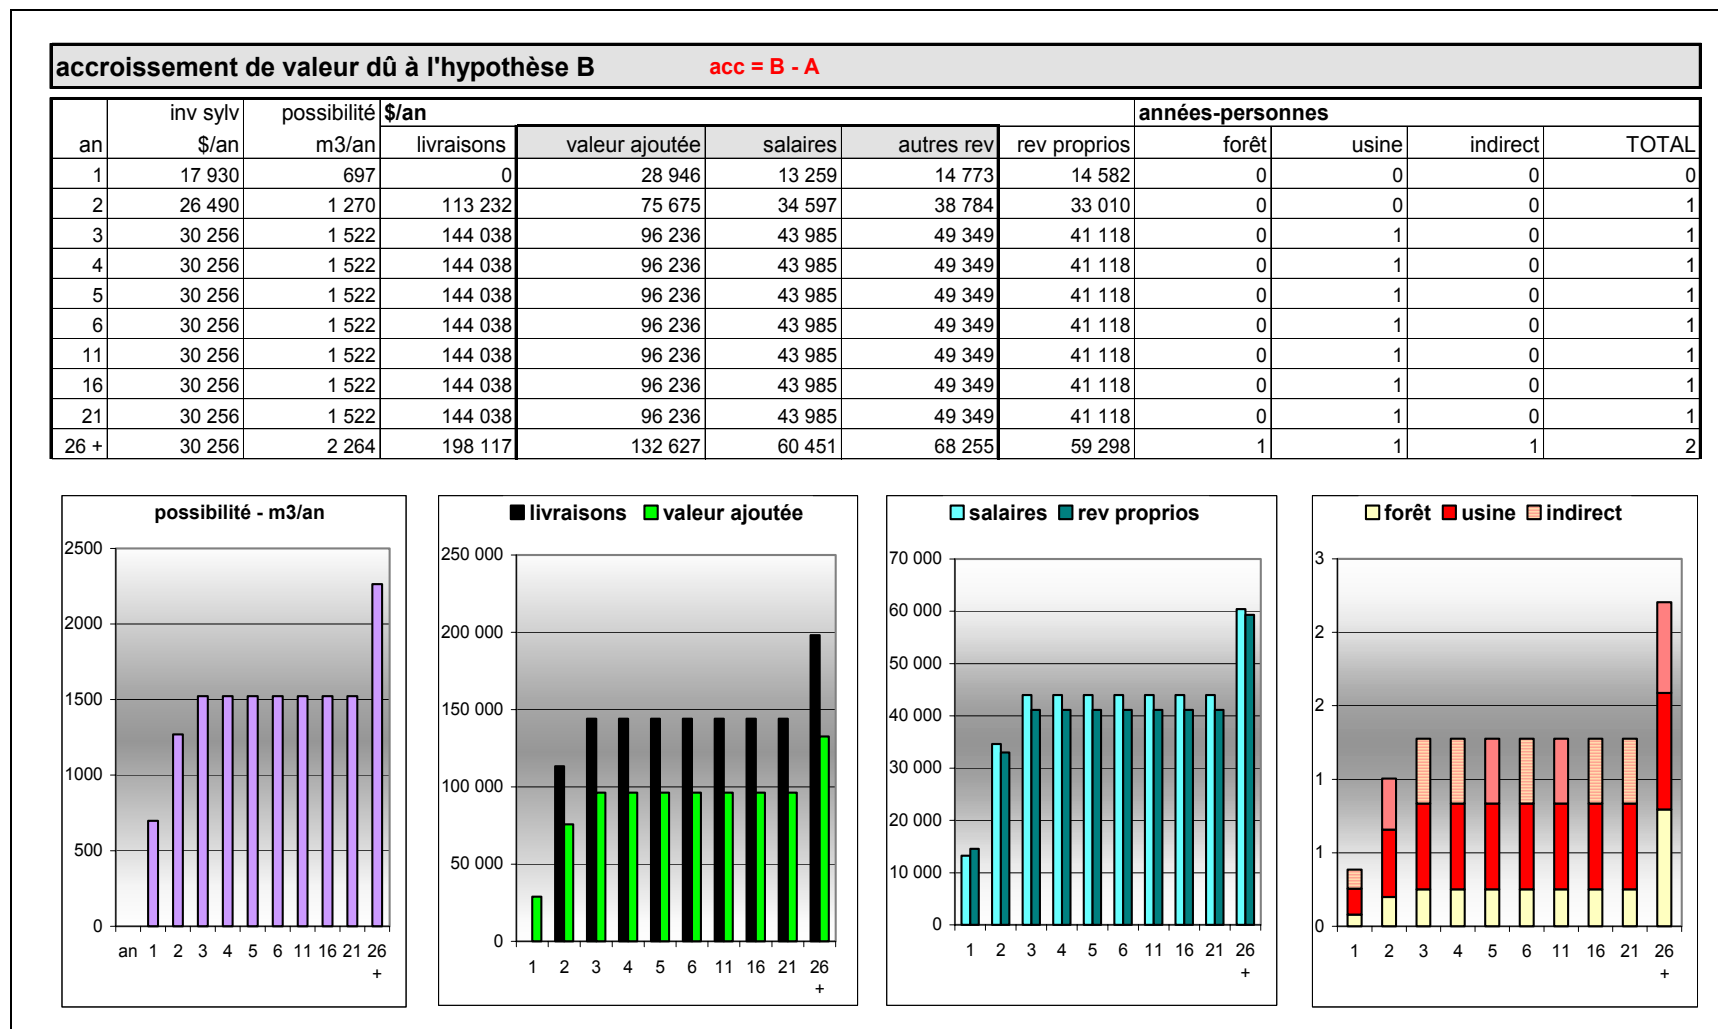 accroissement de valeur dû à l'hypothèse B acc = B - A
inv sylv possibilité $/an années-personnes
an $/an m3/an livraisons valeur ajoutée salaires autres rev rev proprios forêt usine indirect TOTAL
1 17 930 697 0 28 946 13 259 14 773 14 582 0 0 0 0
2 26 490 1 270 113 232 75 675 34 597 38 784 33 010 0 0 0 1
3 30 256 1 522 144 038 96 236 43 985 49 349 41 118 0 1 0 1
4 30 256 1 522 144 038 96 236 43 985 49 349 41 118 0 1 0 1
5 30 256 1 522 144 038 96 236 43 985 49 349 41 118 0 1 0 1
6 30 256 1 522 144 038 96 236 43 985 49 349 41 118 0 1 0 1
11 30 256 1 522 144 038 96 236 43 985 49 349 41 118 0 1 0 1
16 30 256 1 522 144 038 96 236 43 985 49 349 41 118 0 1 0 1
21 30 256 1 522 144 038 96 236 43 985 49 349 41 118 0 1 0 1
26 + 30 256 2 264 198 117 132 627 60 451 68 255 59 298 1 1 1 2
possibilité - m3/an
2500
2000
1500
1000
500
0
an 1 2 3 4 5 6 11 16 21 26
+
livraisons valeur ajoutée
250 000
200 000
150 000
100 000
50 000
0
1 2 3 4 5 6 11 16 21 26
+
salaires rev proprios
70 000
60 000
50 000
40 000
30 000
20 000
10 000
0
1 2 3 4 5 6 11 16 21 26
+
forêt usine indirect
3
2
2
1
1
0
1 2 3 4 5 6 11 16 21 26
+